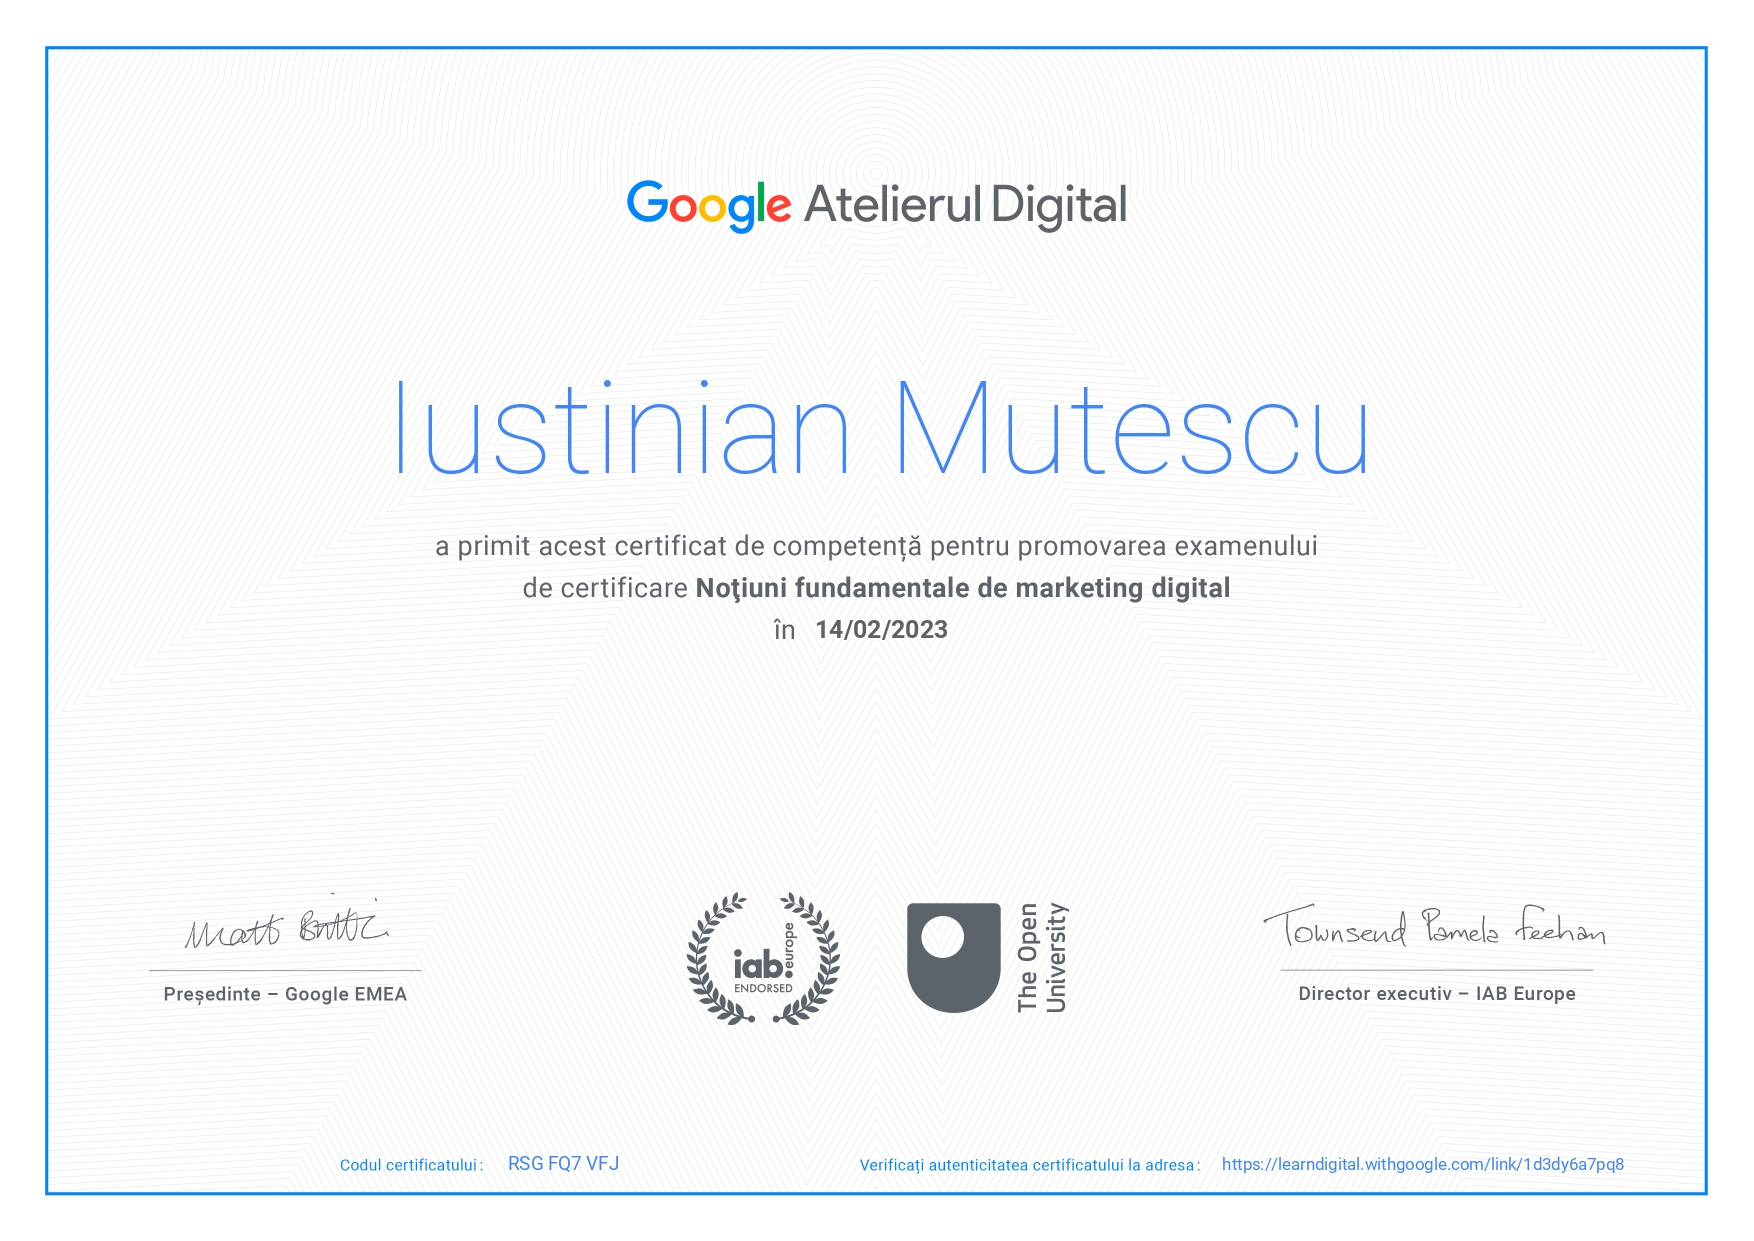 Google Atelierul Digital
Iustinian Mutescu
a primit acest certificat de competență pentru promovarea examenului
de certificare Noţiuni fundamentale de marketing digital
în 14/02/2023
Matt Brittin
Președinte – Google EMEA
iab. europe
ENDORSED
The Open
University
Townsend Pamela Feehan
Director executiv – IAB Europe
Codul certificatului: RSG FQ7 VFJ
Verificați autenticitatea certificatului la adresa: https://learndigital.withgoogle.com/link/1d3dy6a7pq8